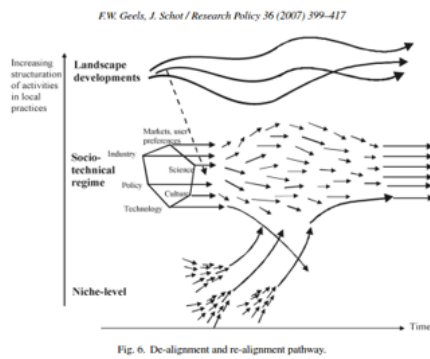 F.W. Geels, J. Schot / Research Policy 36 (2007) 399–417
Increasing
structuration
of activities
in local
practices
Landscape
developments
Markets, user
preferences
Industry
Science
Socio-
technical
regime
Policy
Culture
Technology
Niche-level
Time
Fig. 6. De-alignment and re-alignment pathway.